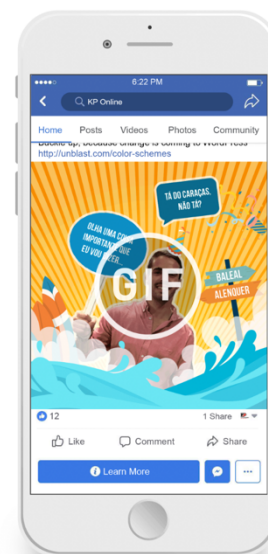 6:22 PM
KP Online
Home Posts Videos Photos Community
Buckle up, because change is coming to WordPress
http://unblast.com/color-schemes
TÁ DO CARAÇAS,
NÃO TÁ?
OLHA UMA COISA
IMPORTANTE QUE
EU VOU
GIF
BALEAL
ALENQUER
12
1 Share
Like Comment Share
Learn More